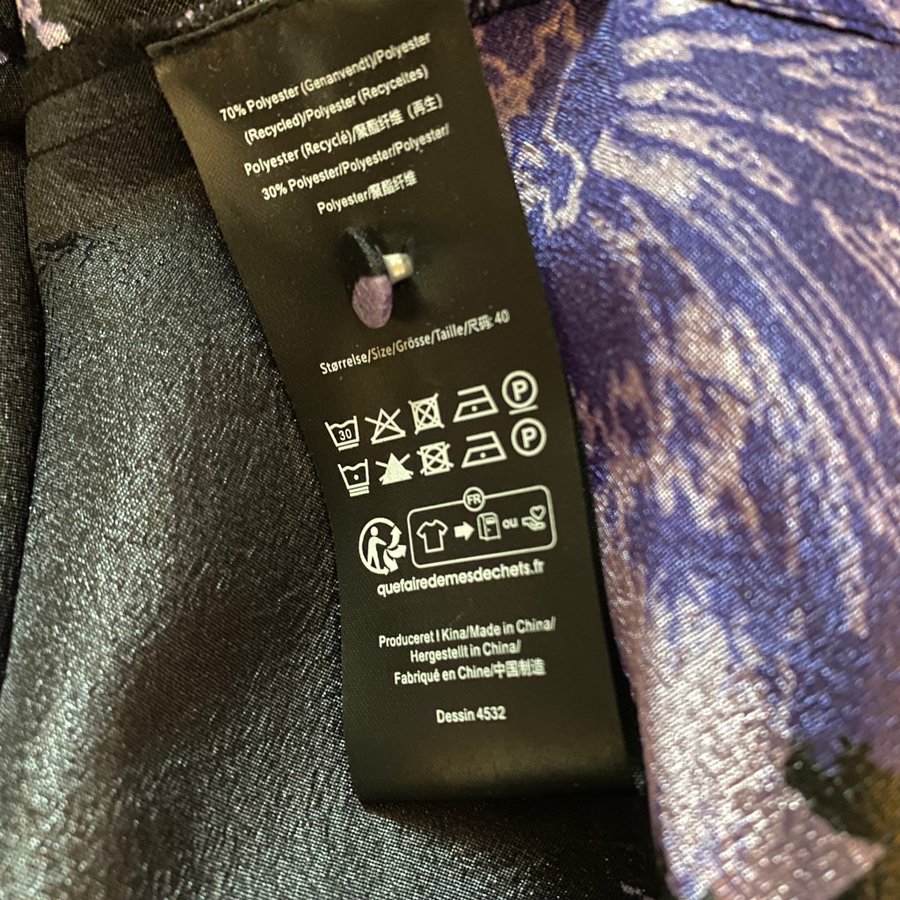 70% Polyester (Genanvendt)/Polyester
(Recycled)/Polyester (Recyceltes)
Polyester (Recyclé)/聚酯纤维（再生）
30% Polyester/Polyester/Polyester/
Polyester/聚酯纤维
Størrelse/Size/Grösse/Taille/尺码: 40
30 P
P
FR
ou
quefairedemesdechets.fr
Produceret I Kina/Made in China/
Hergestellt in China/
Fabriqué en Chine/中国制造
Dessin 4532